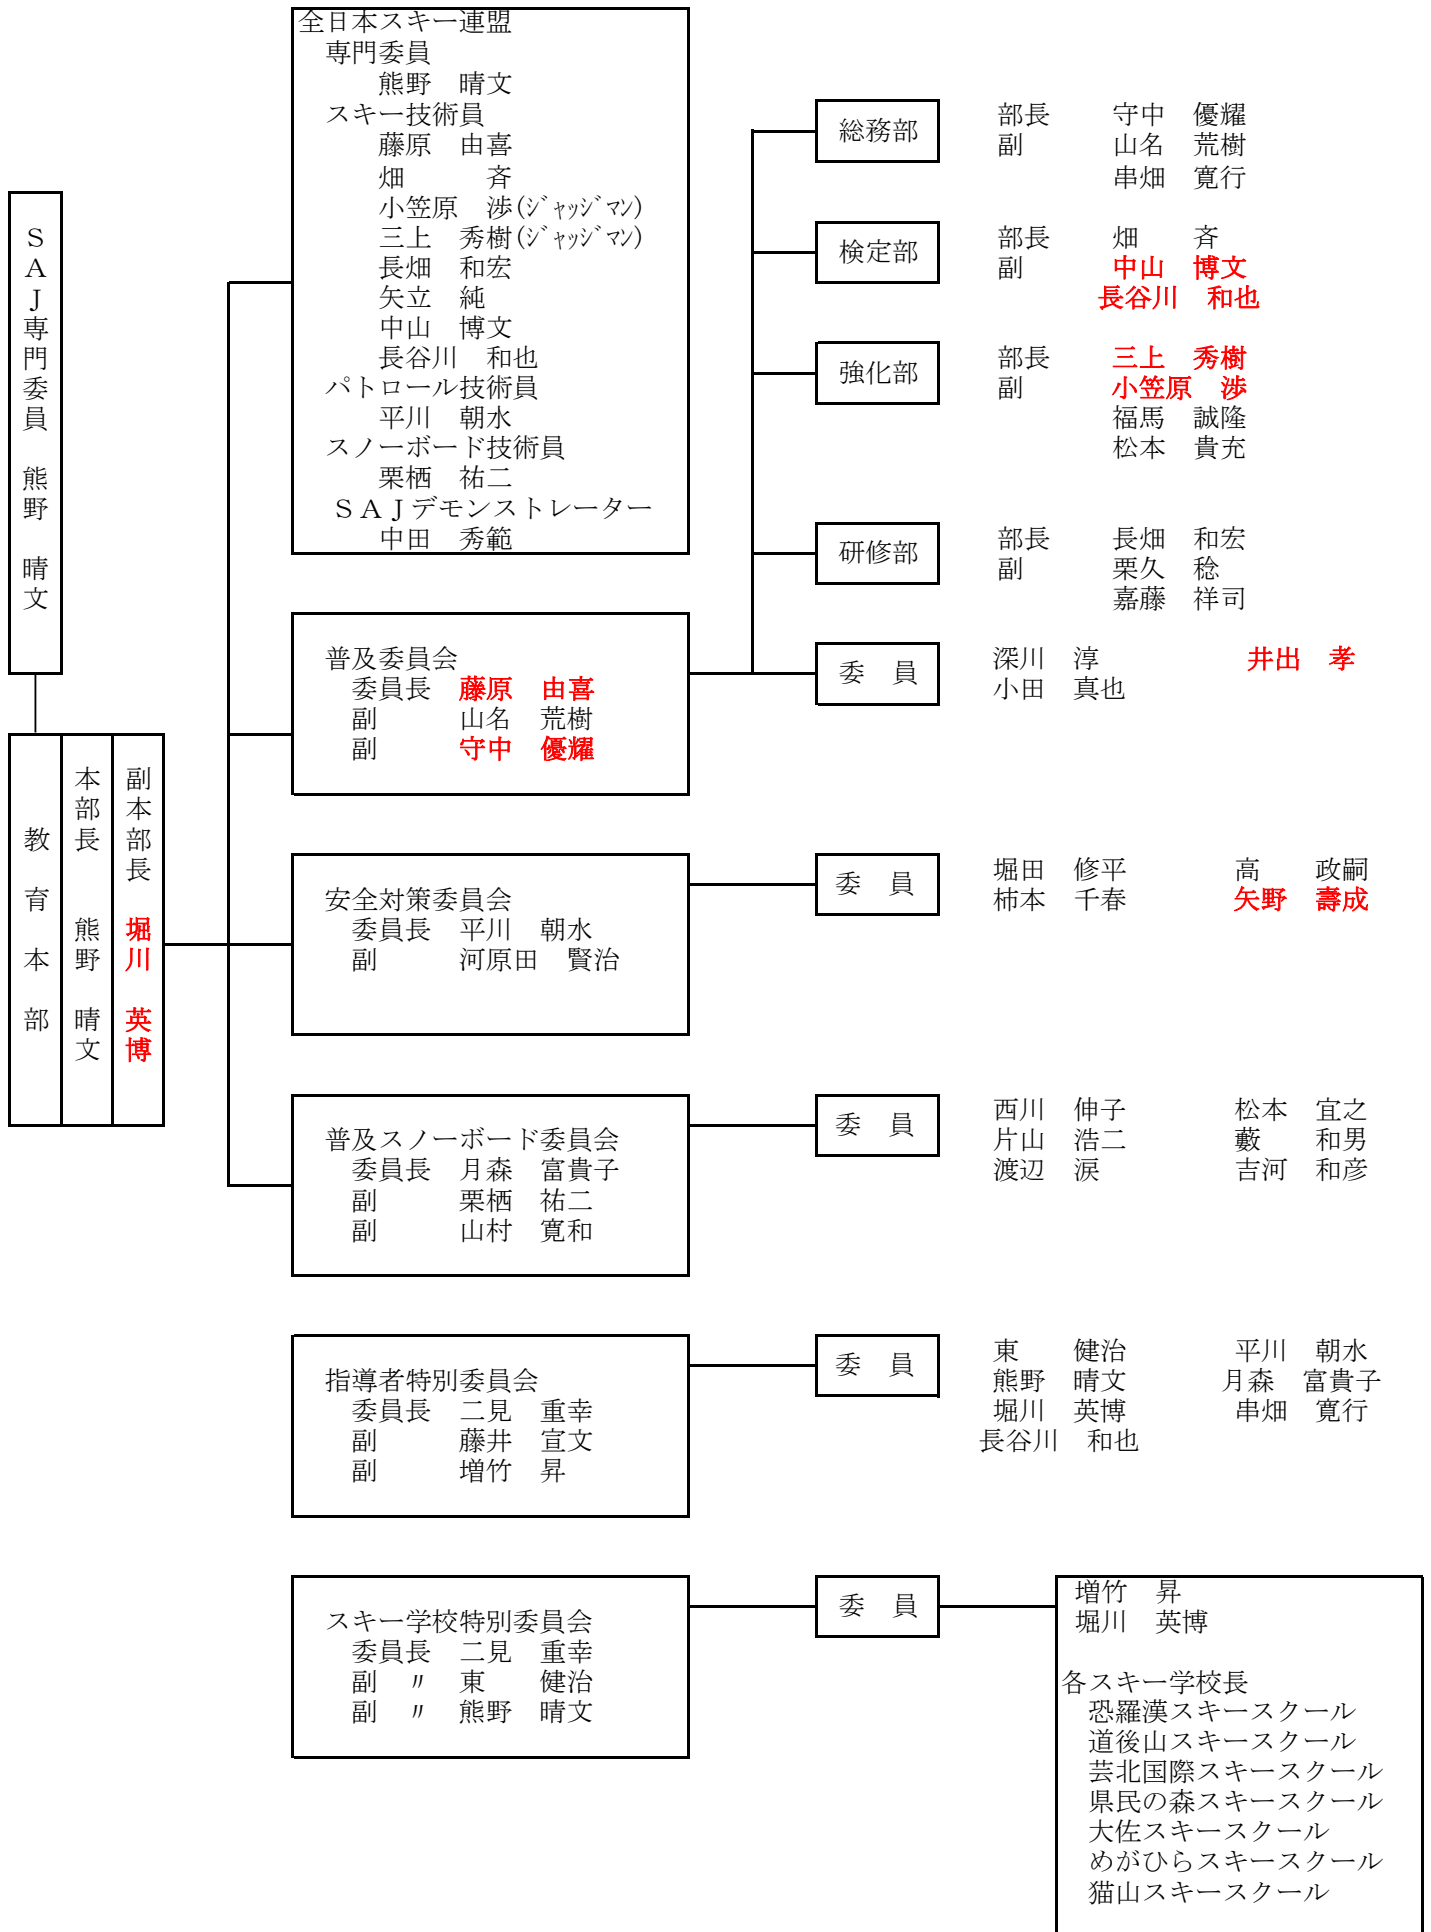 全日本スキー連盟
専門委員
熊野　晴文
スキー技術員
藤原　由喜
畑　　　斉
小笠原　渉(ｼﾞｬｯｼﾞﾏﾝ)
三上　秀樹(ｼﾞｬｯｼﾞﾏﾝ)
長畑　和宏
矢立　純
中山　博文
長谷川　和也
パトロール技術員
平川　朝水
スノーボード技術員
栗栖　祐二
ＳＡＪデモンストレーター
中田　秀範
ＳＡＪ専門委員　熊野　晴文
教育本部
本部長　熊野　晴文
副本部長　堀川　英博
普及委員会
委員長　藤原　由喜
副　山名　荒樹
副　守中　優耀
総務部
部長　守中　優耀
副　山名　荒樹
串畑　寛行
検定部
部長　畑　　斉
副　中山　博文
長谷川　和也
強化部
部長　三上　秀樹
副　小笠原　渉
福馬　誠隆
松本　貴充
研修部
部長　長畑　和宏
副　栗久　稔
嘉藤　祥司
委　員
深川　淳　井出　孝
小田　真也
安全対策委員会
委員長　平川　朝水
副　河原田　賢治
委　員
堀田　修平　高　　政嗣
柿本　千春　矢野　壽成
普及スノーボード委員会
委員長　月森　富貴子
副　栗栖　祐二
副　山村　寛和
委　員
西川　伸子　松本　宜之
片山　浩二　藪　　和男
渡辺　涙　吉河　和彦
指導者特別委員会
委員長　二見　重幸
副　藤井　宣文
副　増竹　昇
委　員
東　　健治　平川　朝水
熊野　晴文　月森　富貴子
堀川　英博　串畑　寛行
長谷川　和也
スキー学校特別委員会
委員長　二見　重幸
副　〃　東　　健治
副　〃　熊野　晴文
委　員
増竹　昇
堀川　英博
各スキー学校長
恐羅漢スキースクール
道後山スキースクール
芸北国際スキースクール
県民の森スキースクール
大佐スキースクール
めがひらスキースクール
猫山スキースクール